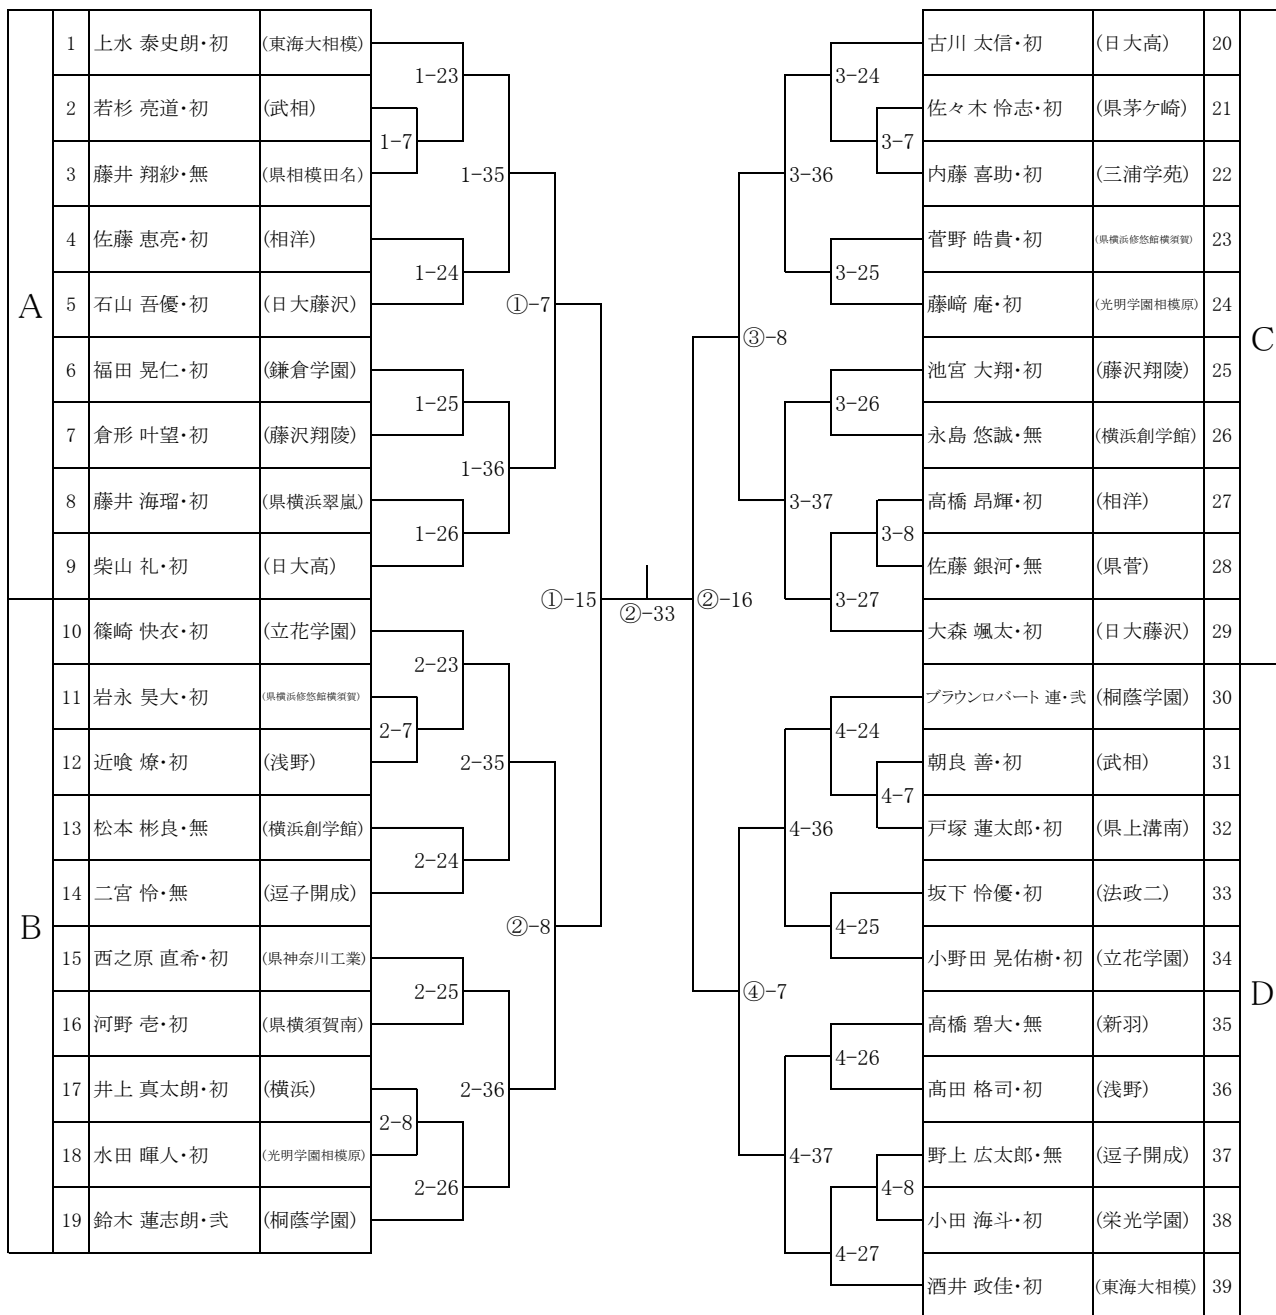 A
1 上水 泰史朗・初 (東海大相模)
2 若杉 亮道・初 (武相)
3 藤井 翔紗・無 (県相模田名)
4 佐藤 恵亮・初 (相洋)
5 石山 吾優・初 (日大藤沢)
6 福田 晃仁・初 (鎌倉学園)
7 倉形 叶望・初 (藤沢翔陵)
8 藤井 海瑠・初 (県横浜翠嵐)
9 柴山 礼・初 (日大高)
B
10 篠崎 快衣・初 (立花学園)
11 岩永 昊大・初 (県横浜修悠館横須賀)
12 近喰 燎・初 (浅野)
13 松本 彬良・無 (横浜創学館)
14 二宮 怜・無 (逗子開成)
15 西之原 直希・初 (県神奈川工業)
16 河野 壱・初 (県横須賀南)
17 井上 真太朗・初 (横浜)
18 水田 暉人・初 (光明学園相模原)
19 鈴木 蓮志朗・弐 (桐蔭学園)
1-23
1-7
1-35
1-24
①-7
1-25
1-36
1-26
①-15
2-23
2-7
2-35
2-24
②-8
2-25
2-36
2-8
2-26
②-33
②-16
3-24
3-7
3-36
3-25
③-8
3-26
3-37
3-8
3-27
4-24
4-7
4-36
4-25
④-7
4-26
4-37
4-8
4-27
C
古川 太信・初 (日大高) 20
佐々木 怜志・初 (県茅ケ崎) 21
内藤 喜助・初 (三浦学苑) 22
菅野 皓貴・初 (県横浜修悠館横須賀) 23
藤﨑 庵・初 (光明学園相模原) 24
池宮 大翔・初 (藤沢翔陵) 25
永島 悠誠・無 (横浜創学館) 26
高橋 昂輝・初 (相洋) 27
佐藤 銀河・無 (県菅) 28
大森 颯太・初 (日大藤沢) 29
D
ブラウンロバート 連・弐 (桐蔭学園) 30
朝良 善・初 (武相) 31
戸塚 蓮太郎・初 (県上溝南) 32
坂下 怜優・初 (法政二) 33
小野田 晃佑樹・初 (立花学園) 34
高橋 碧大・無 (新羽) 35
髙田 格司・初 (浅野) 36
野上 広太郎・無 (逗子開成) 37
小田 海斗・初 (栄光学園) 38
酒井 政佳・初 (東海大相模) 39